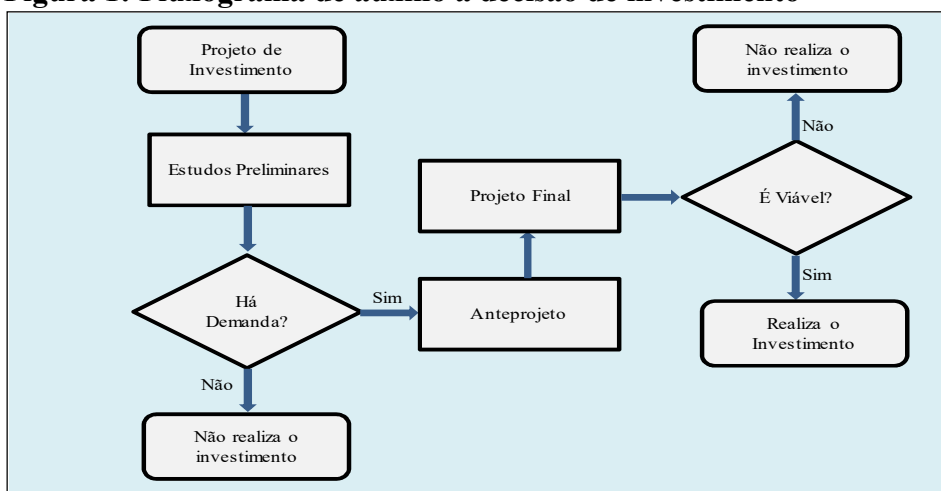 Figura 1: Fluxograma de auxílio à decisão de investimento
Projeto de
Investimento
Estudos Preliminares
Há
Demanda?
Sim
Não
Não realiza o
investimento
Anteprojeto
Projeto Final
É Viável?
Não
Não realiza o
investimento
Sim
Realiza o
Investimento